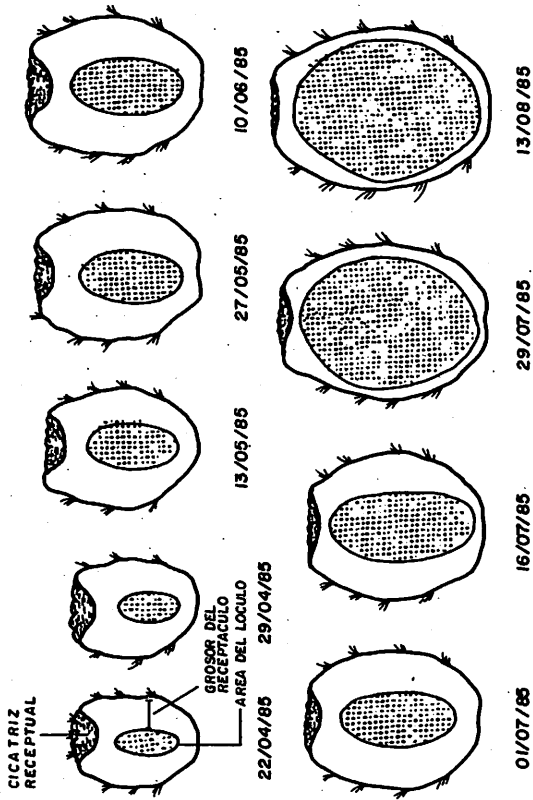 CICATRIZ
RECEPTUAL
GROSOR DEL
RECEPTACULO
AREA DEL LOCULO
22/04/85
29/04/85
13/05/85
27/05/85
10/06/85
01/07/85
16/07/85
29/07/85
13/08/85